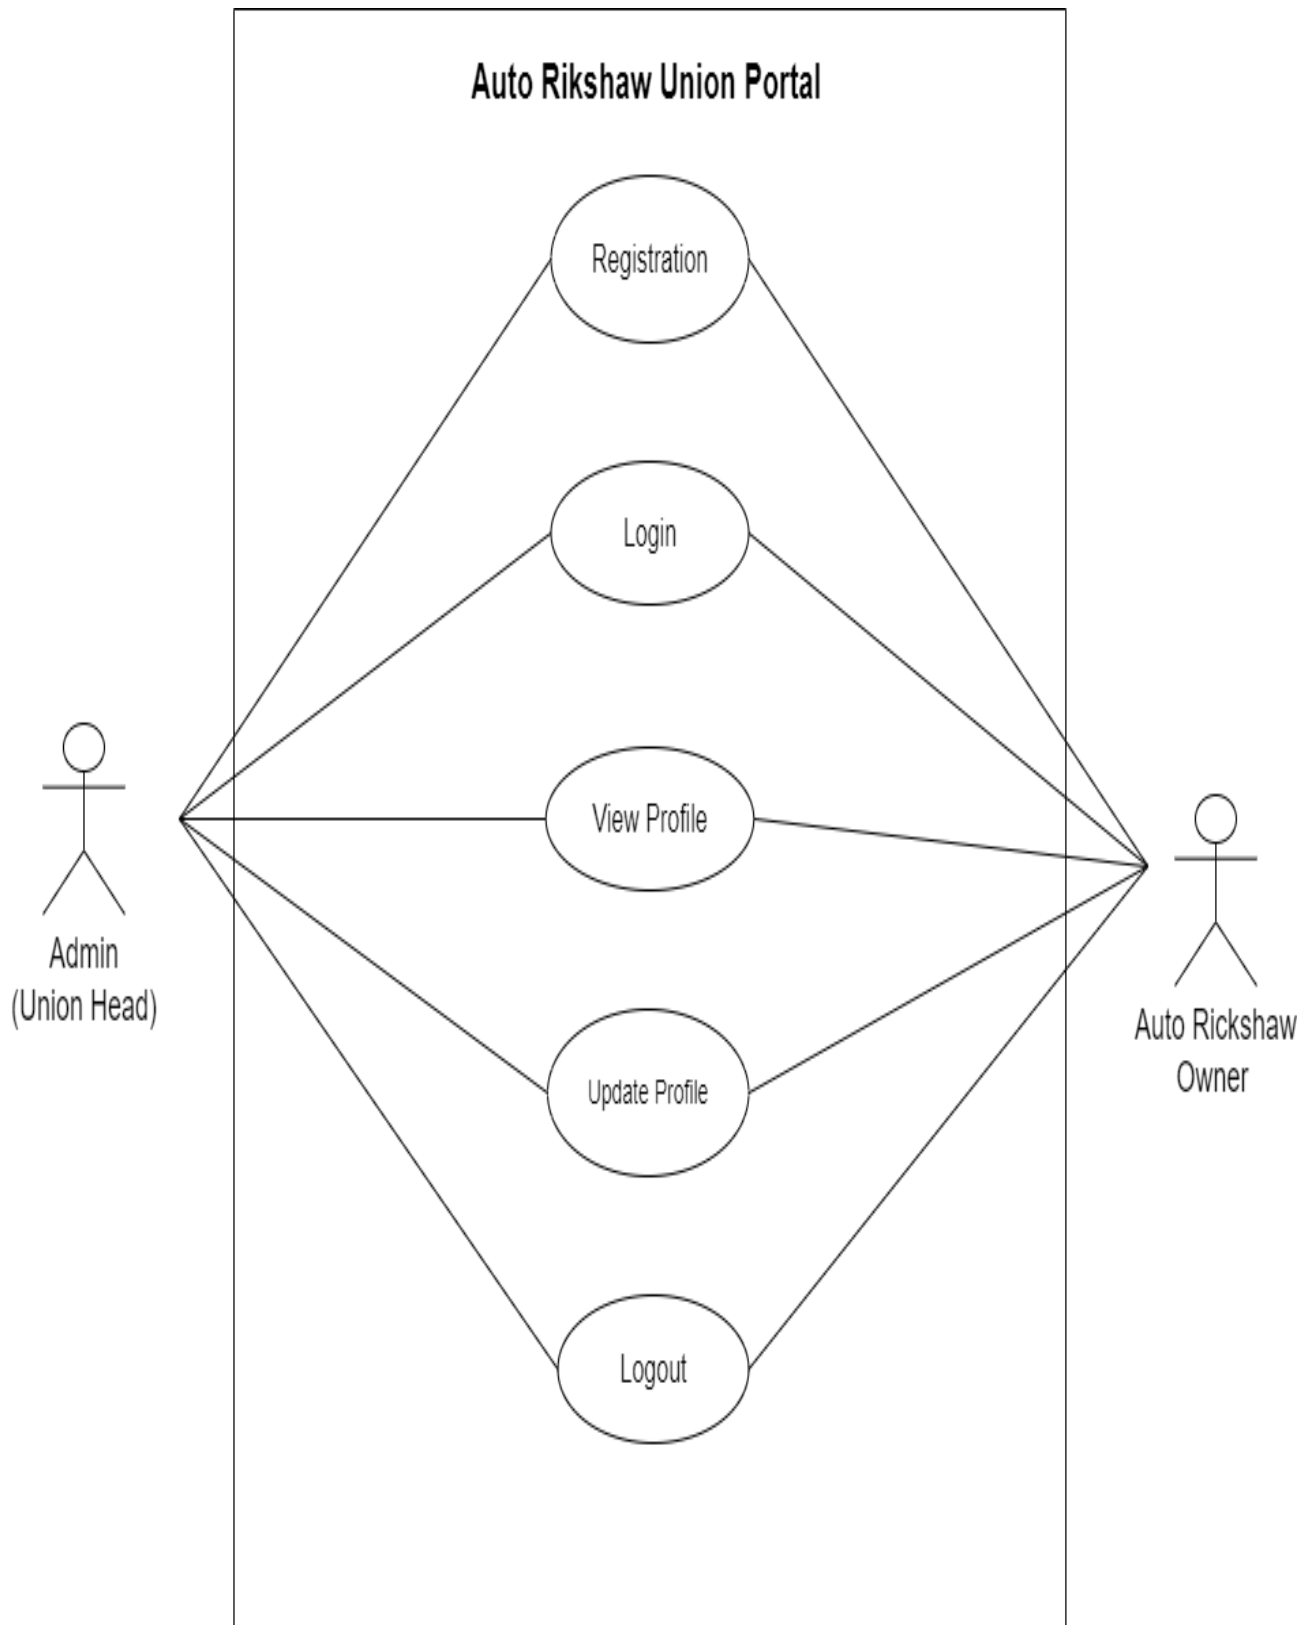 Auto Rikshaw Union Portal
Registration
Login
View Profile
Admin
(Union Head)
Auto Rickshaw
Owner
Update Profile
Logout